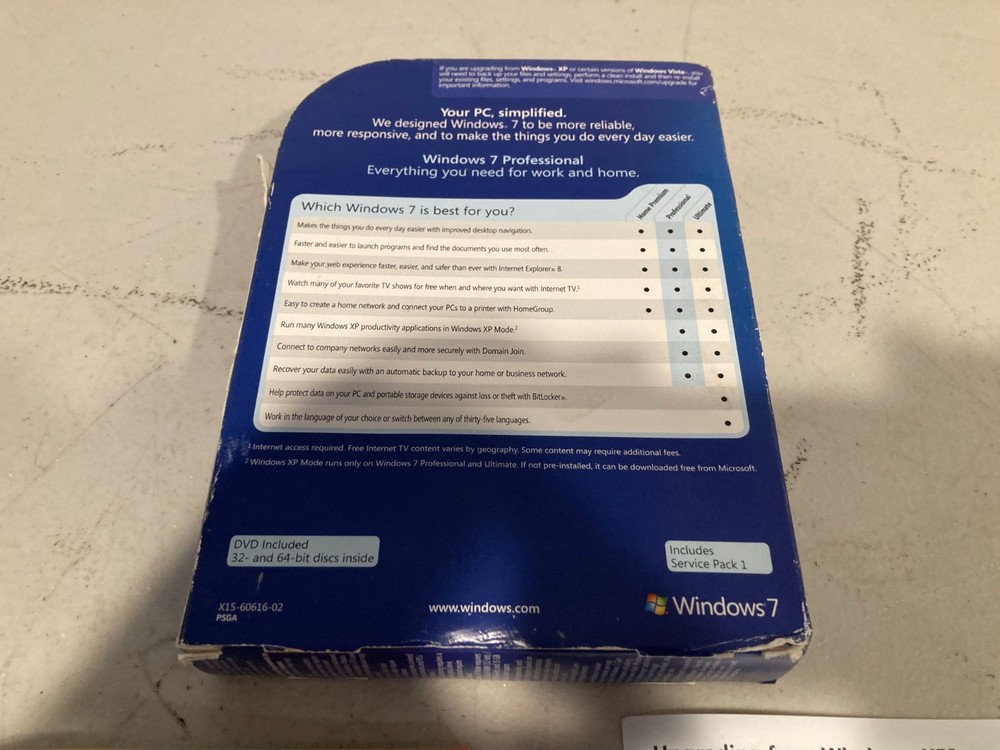 If you are upgrading from Windows® XP or certain versions of Windows Vista®, you
will need to back up your files and settings, perform a clean install and then re-install
your existing files, settings, and programs. Visit windows.microsoft.com/upgrade for
important information.
Your PC, simplified.
We designed Windows® 7 to be more reliable,
more responsive, and to make the things you do every day easier.
Windows 7 Professional
Everything you need for work and home.
Which Windows 7 is best for you?
Home Premium
Professional
Ultimate
Makes the things you do every day easier with improved desktop navigation.
Faster and easier to launch programs and find the documents you use most often.
Make your web experience faster, easier, and safer than ever with Internet Explorer® 8.
Watch many of your favorite TV shows for free when and where you want with Internet TV.¹
Easy to create a home network and connect your PCs to a printer with HomeGroup.
Run many Windows XP productivity applications in Windows XP Mode.²
Connect to company networks easily and more securely with Domain Join.
Recover your data easily with an automatic backup to your home or business network.
Help protect data on your PC and portable storage devices against loss or theft with BitLocker®.
Work in the language of your choice or switch between any of thirty-five languages.
¹ Internet access required. Free Internet TV content varies by geography. Some content may require additional fees.
² Windows XP Mode runs only on Windows 7 Professional and Ultimate. If not pre-installed, it can be downloaded free from Microsoft.
DVD Included
32- and 64-bit discs inside
Includes
Service Pack 1
X15-60616-02
PSGA
www.windows.com
Windows® 7